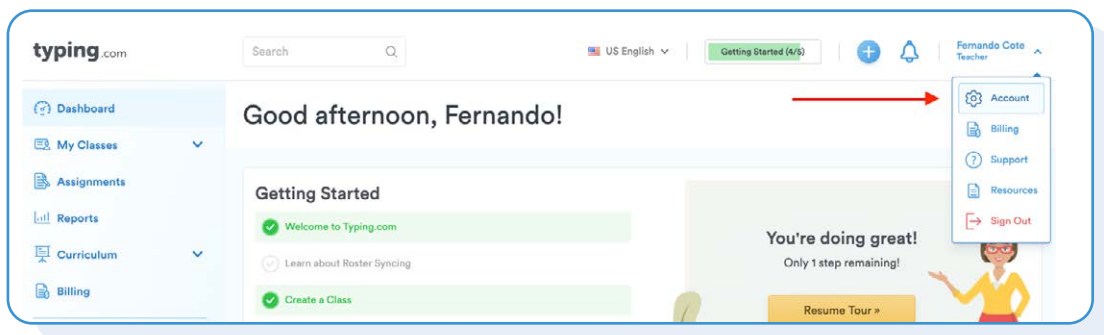 typing.com
Search
US English
Getting Started (4/5)
Fernando Cote
Teacher
Account
Billing
Support
Resources
Sign Out
Dashboard
My Classes
Assignments
Reports
Curriculum
Billing
Good afternoon, Fernando!
Getting Started
Welcome to Typing.com
Learn about Roster Syncing
Create a Class
You're doing great!
Only 1 step remaining!
Resume Tour »